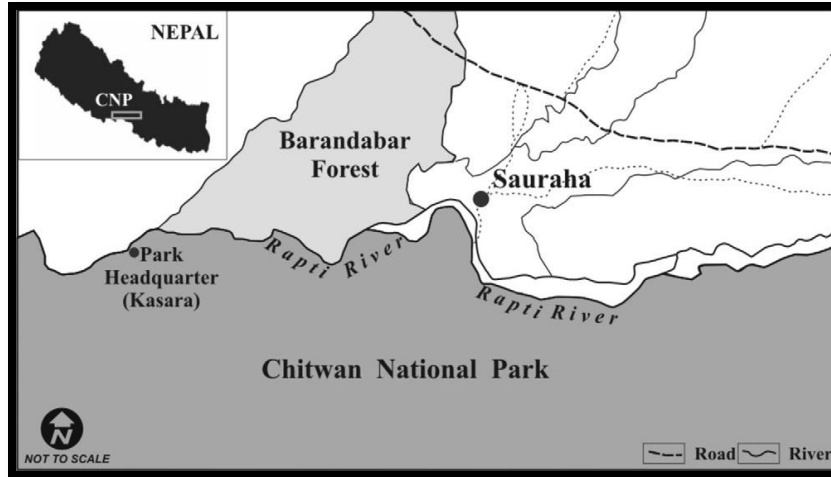 NEPAL
CNP
Barandabar
Forest
Sauraha
Rapti River
Park
Headquarter
(Kasara)
Rapti River
Chitwan National Park
N
NOT TO SCALE
Road
River